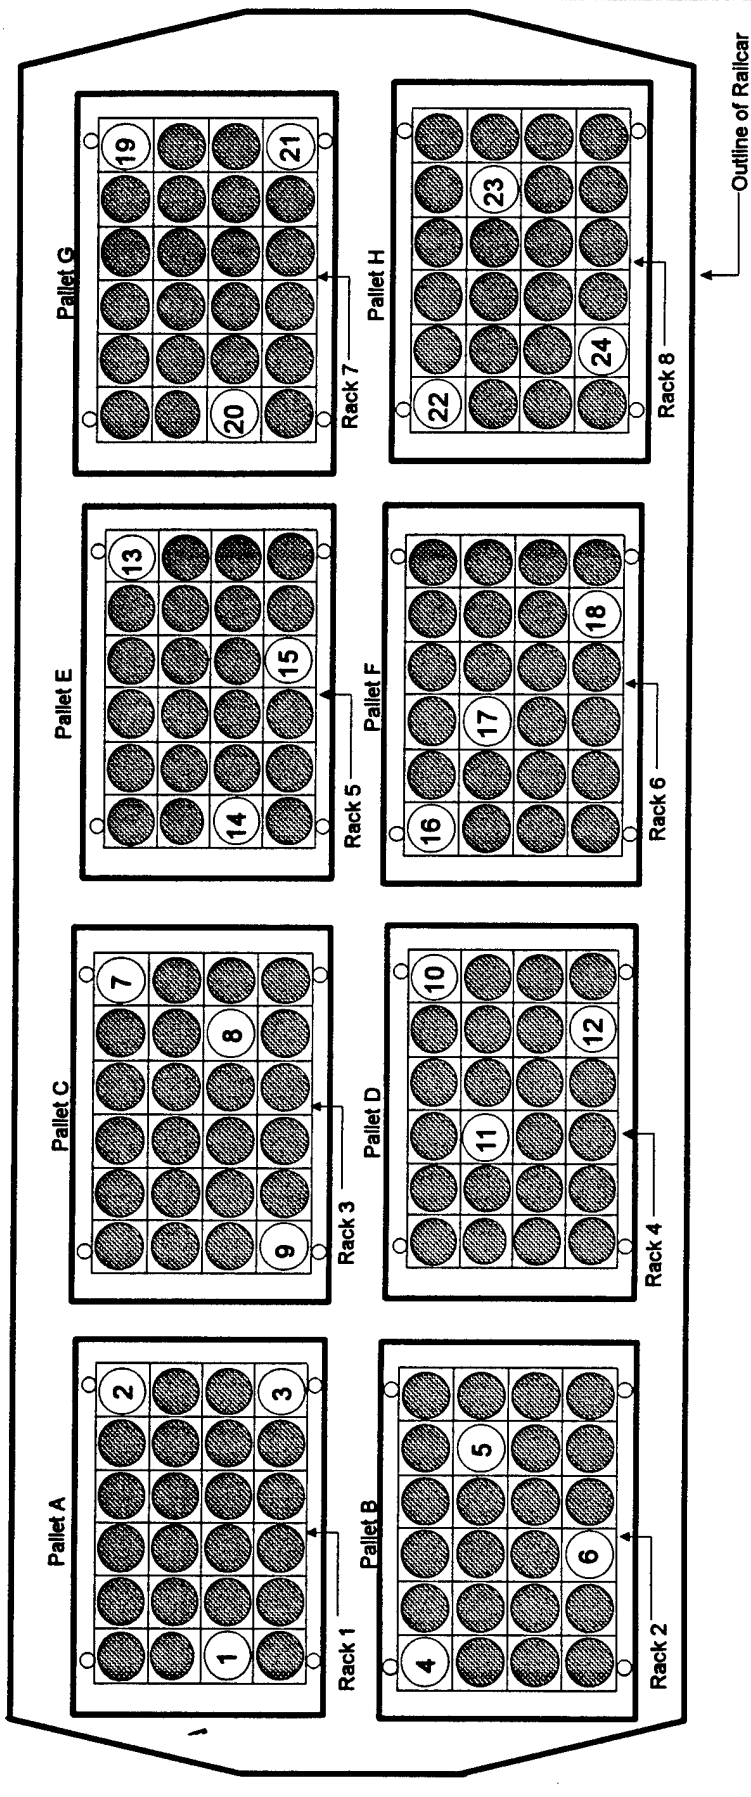 Pallet A
2
3
1
Rack 1
Pallet C
7
8
9
Rack 3
Pallet E
13
15
14
Rack 5
Pallet G
19
21
20
Rack 7
Pallet B
5
6
4
Rack 2
Pallet D
10
12
11
Rack 4
Pallet F
18
17
16
Rack 6
Pallet H
23
24
22
Rack 8
Outline of Railcar